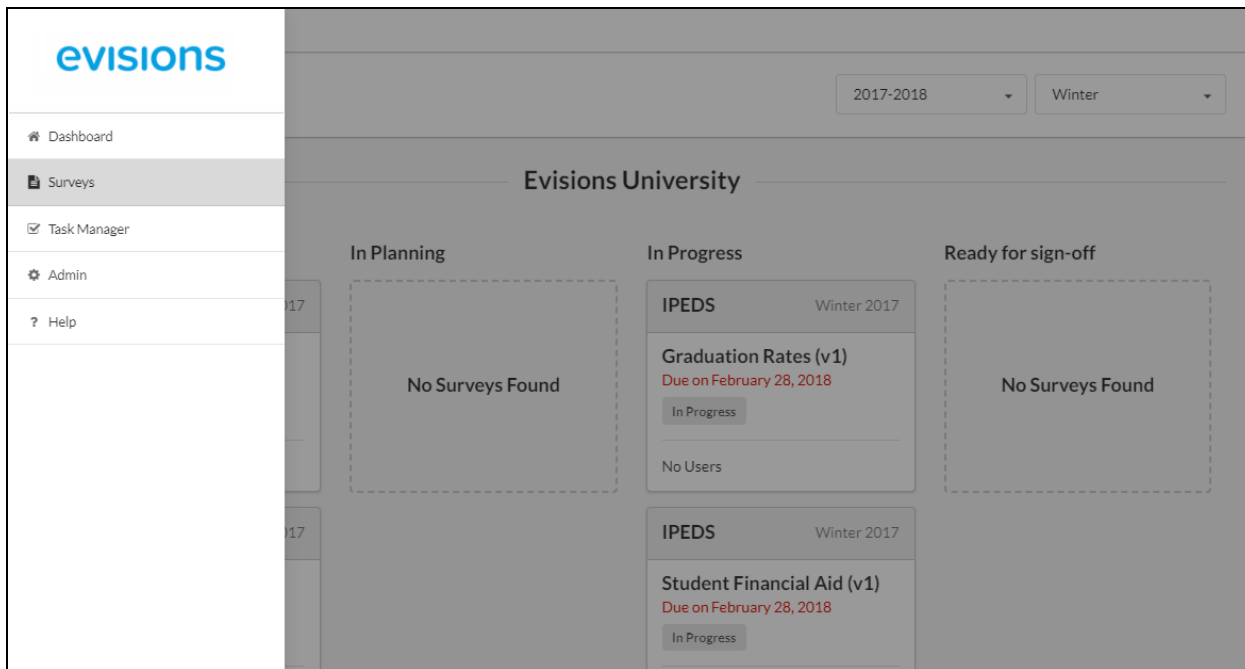 evisions
Dashboard
Surveys
Task Manager
Admin
? Help
2017-2018
Winter
Evisions University
In Planning
In Progress
Ready for sign-off
017
No Surveys Found
IPEDS Winter 2017
Graduation Rates (v1)
Due on February 28, 2018
In Progress
No Users
No Surveys Found
017
IPEDS Winter 2017
Student Financial Aid (v1)
Due on February 28, 2018
In Progress